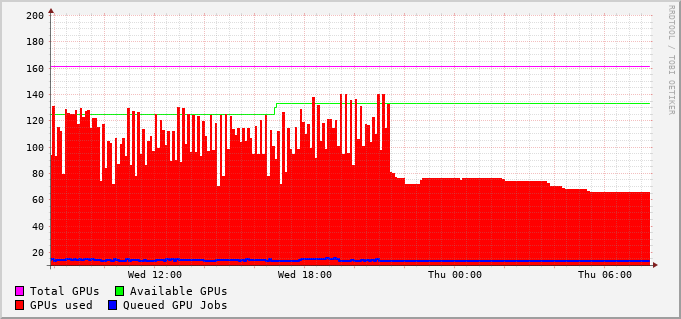 200
180
160
140
120
100
80
60
40
20
Wed 12:00 Wed 18:00 Thu 00:00 Thu 06:00
Total GPUs Available GPUs
GPUs used Queued GPU Jobs
RRDTOOL / TOBI OETIKER